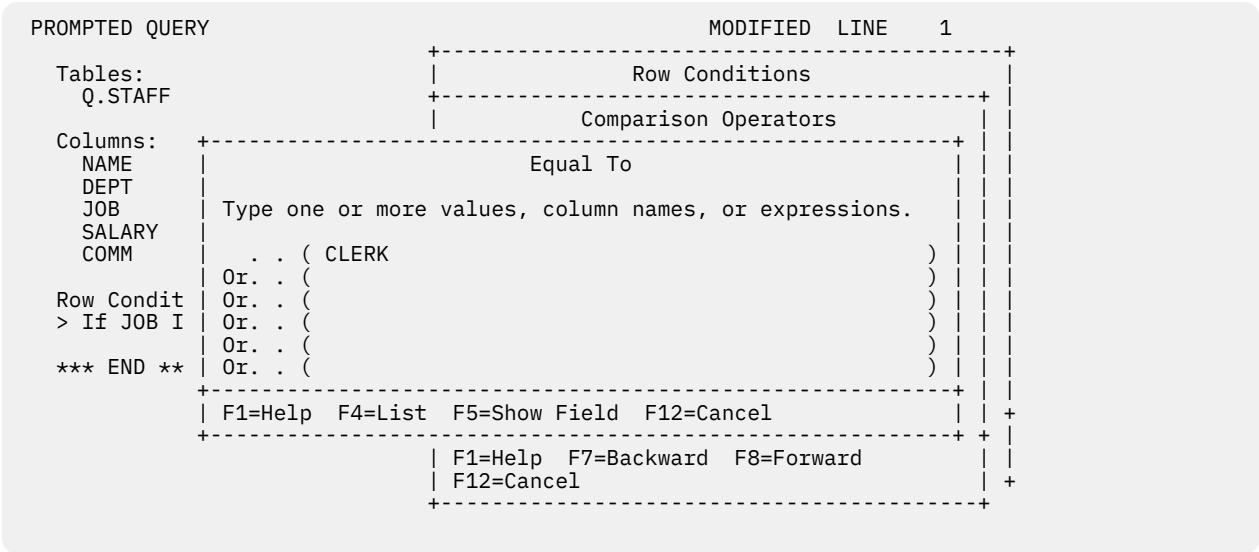 PROMPTED QUERY                                       MODIFIED  LINE    1
                               +--------------------------------------------+
  Tables:                      |               Row Conditions               |
    Q.STAFF                    +------------------------------------------+ |
                               |           Comparison Operators           | |
  Columns:   +----------------------------------------------------------+ | |
    NAME     |                         Equal To                         | | |
    DEPT     |                                                          | | |
    JOB      | Type one or more values, column names, or expressions.   | | |
    SALARY   |                                                          | | |
    COMM     |   . . ( CLERK                                          ) | | |
             | Or. . (                                                ) | | |
  Row Condit | Or. . (                                                ) | | |
  > If JOB I | Or. . (                                                ) | | |
             | Or. . (                                                ) | | |
  *** END ** | Or. . (                                                ) | | |
             +----------------------------------------------------------+ | |
             | F1=Help  F4=List  F5=Show Field  F12=Cancel              | | +
             +----------------------------------------------------------+ + |
                               | F1=Help  F7=Backward  F8=Forward         | |
                               | F12=Cancel                               | +
                               +------------------------------------------+